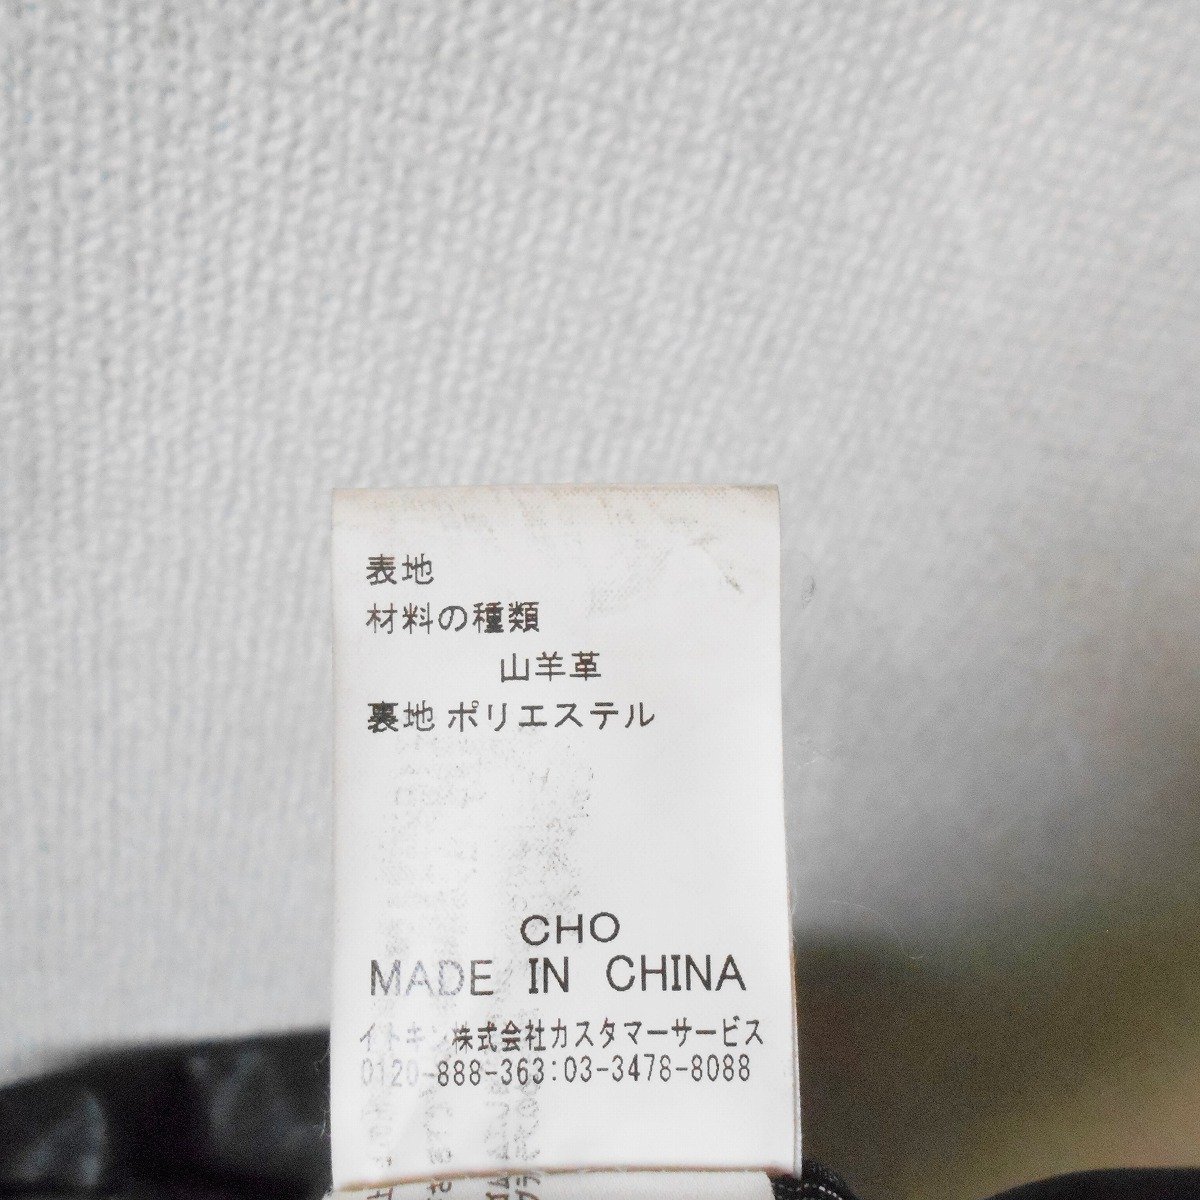 表地
材料の種類
山羊革
裏地 ポリエステル
CHO
MADE IN CHINA
イトキン株式会社カスタマーサービス
0120-888-363:03-3478-8088